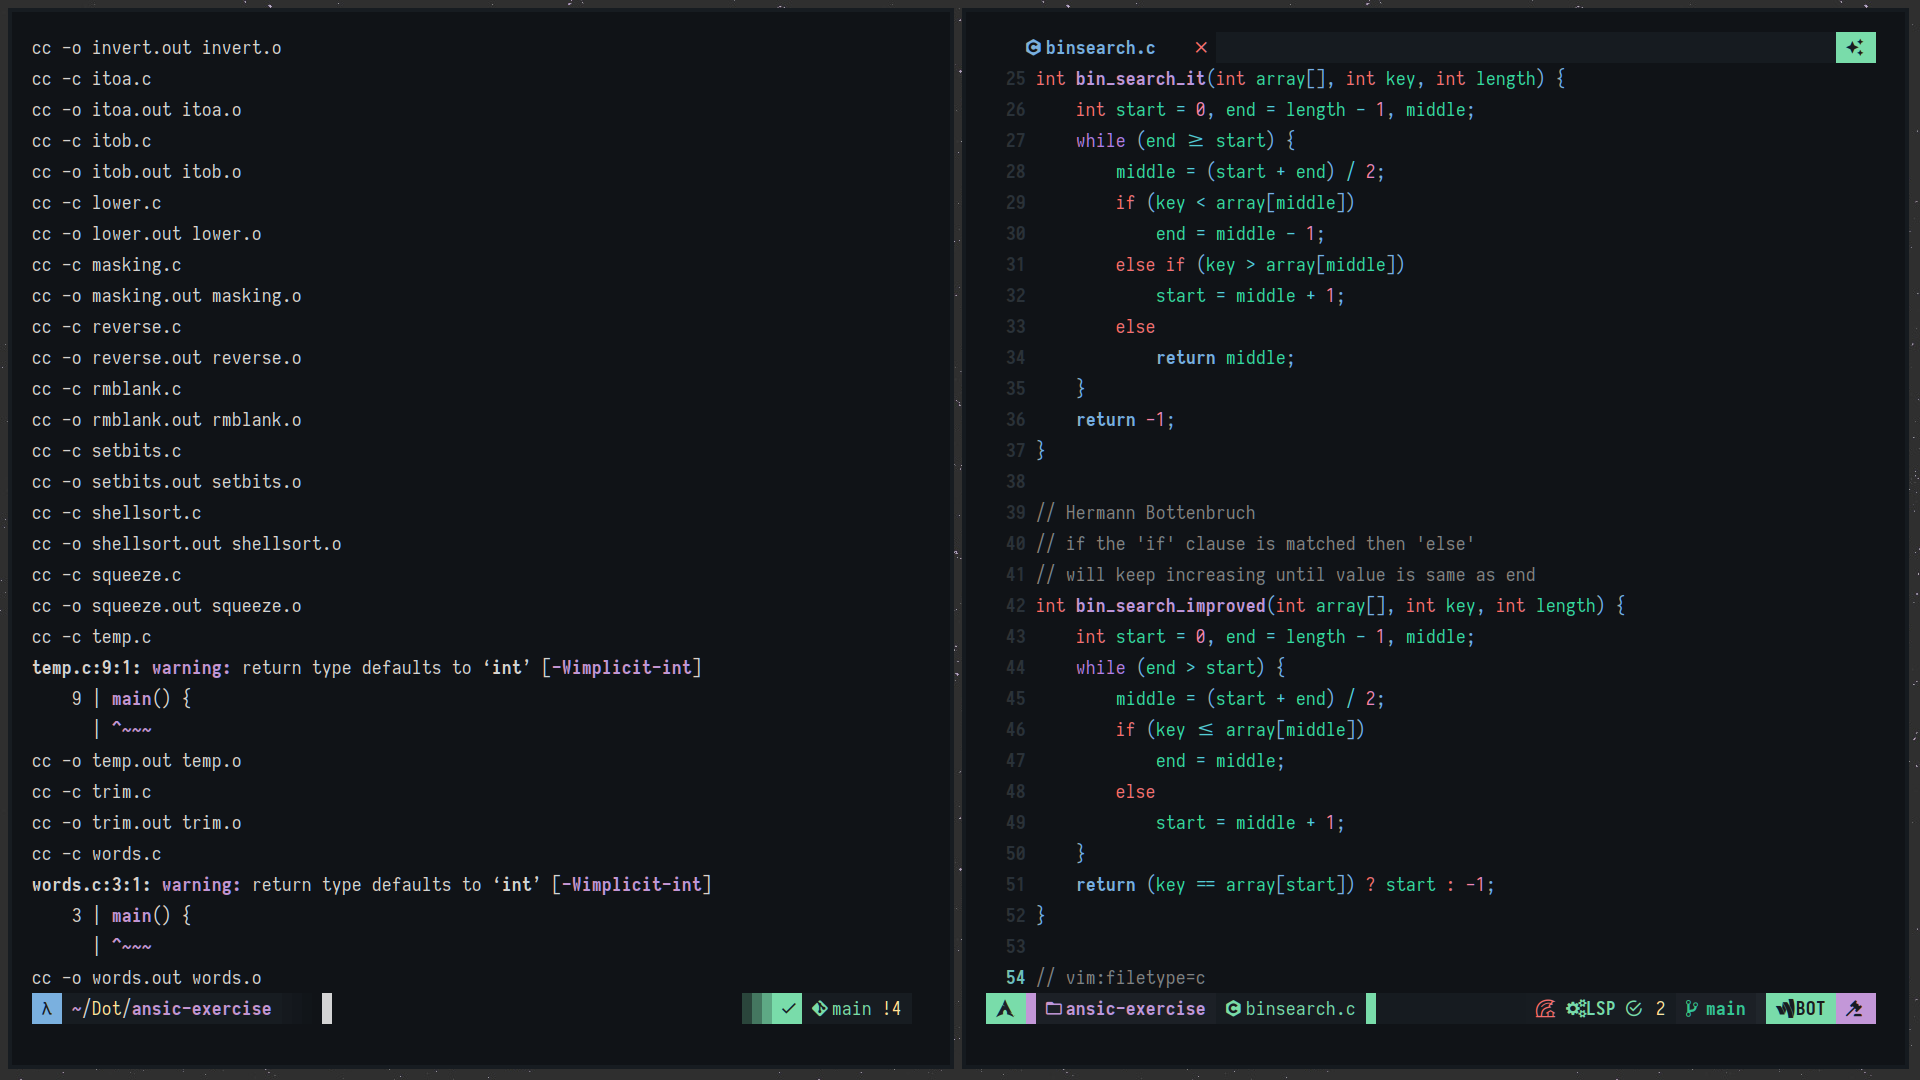 cc -o invert.out invert.o
cc -c itoa.c
cc -o itoa.out itoa.o
cc -c itob.c
cc -o itob.out itob.o
cc -c lower.c
cc -o lower.out lower.o
cc -c masking.c
cc -o masking.out masking.o
cc -c reverse.c
cc -o reverse.out reverse.o
cc -c rmblank.c
cc -o rmblank.out rmblank.o
cc -c setbits.c
cc -o setbits.out setbits.o
cc -c shellsort.c
cc -o shellsort.out shellsort.o
cc -c squeeze.c
cc -o squeeze.out squeeze.o
cc -c temp.c
temp.c:9:1: warning: return type defaults to ‘int’ [-Wimplicit-int]
    9 | main() {
      | ^~~~
cc -o temp.out temp.o
cc -c trim.c
cc -o trim.out trim.o
cc -c words.c
words.c:3:1: warning: return type defaults to ‘int’ [-Wimplicit-int]
    3 | main() {
      | ^~~~
cc -o words.out words.o
λ ~/Dot/ansic-exercise ✓ main !4
binsearch.c ×
25 int bin_search_it(int array[], int key, int length) {
26     int start = 0, end = length - 1, middle;
27     while (end ≥ start) {
28         middle = (start + end) / 2;
29         if (key < array[middle])
30             end = middle - 1;
31         else if (key > array[middle])
32             start = middle + 1;
33         else
34             return middle;
35     }
36     return -1;
37 }
38
39 // Hermann Bottenbruch
40 // if the 'if' clause is matched then 'else'
41 // will keep increasing until value is same as end
42 int bin_search_improved(int array[], int key, int length) {
43     int start = 0, end = length - 1, middle;
44     while (end > start) {
45         middle = (start + end) / 2;
46         if (key ≤ array[middle])
47             end = middle;
48         else
49             start = middle + 1;
50     }
51     return (key == array[start]) ? start : -1;
52 }
53
54 // vim:filetype=c
ansic-exercise binsearch.c LSP 2 main BOT